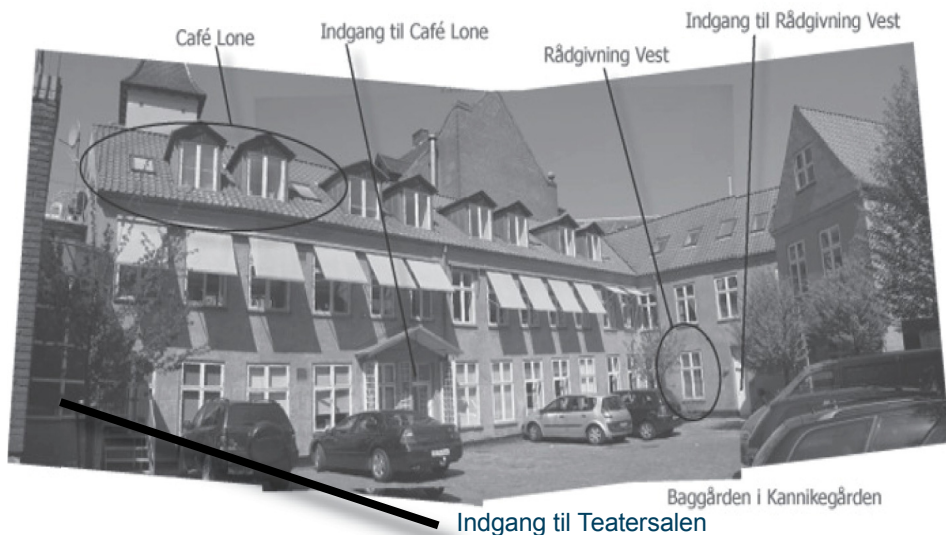 Café Lone
Indgang til Café Lone
Rådgivning Vest
Indgang til Rådgivning Vest
Baggården i Kannikegården
Indgang til Teatersalen